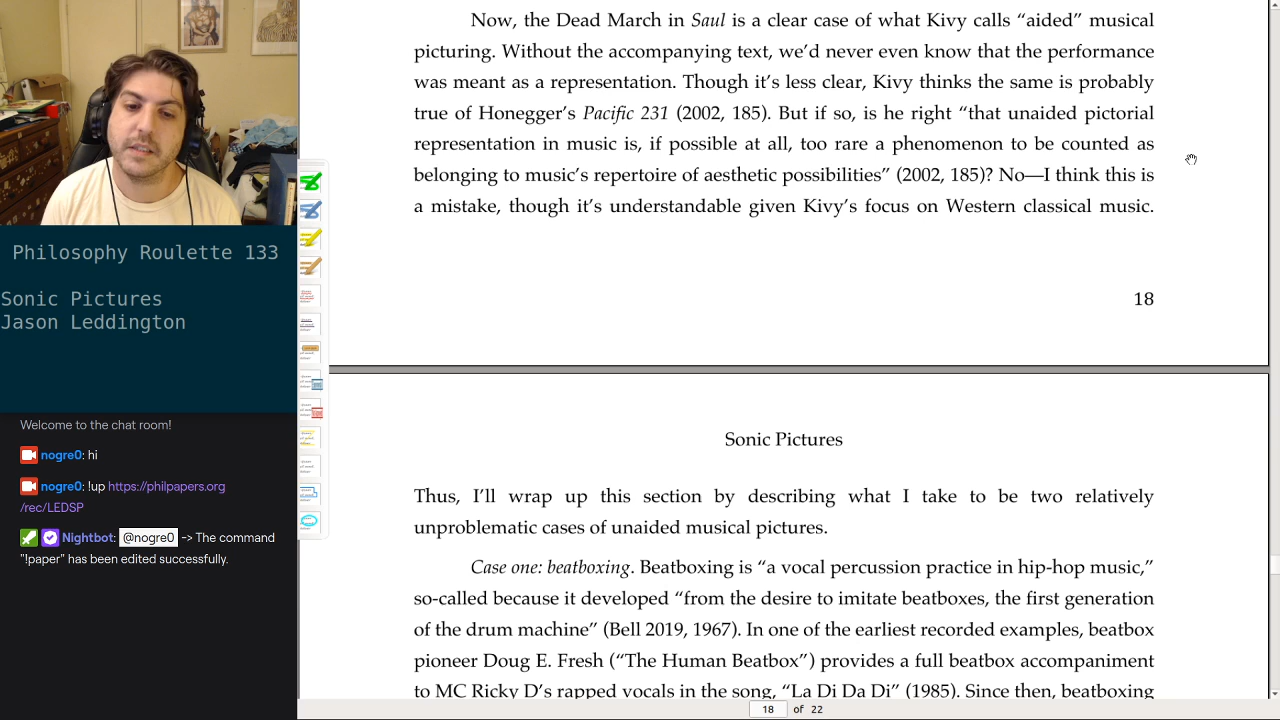 Now, the Dead March in Saul is a clear case of what Kivy calls “aided” musical
picturing. Without the accompanying text, we’d never even know that the performance
was meant as a representation. Though it’s less clear, Kivy thinks the same is probably
true of Honegger’s Pacific 231 (2002, 185). But if so, is he right “that unaided pictorial
representation in music is, if possible at all, too rare a phenomenon to be counted as
belonging to music’s repertoire of aesthetic possibilities” (2002, 185)? No—I think this is
a mistake, though it’s understandable given Kivy’s focus on Western classical music.
18
Sonic Pictures
Thus, I’ll wrap up this section by describing what I take to be two relatively
unproblematic cases of unaided musical pictures.
Case one: beatboxing. Beatboxing is “a vocal percussion practice in hip-hop music,”
so-called because it developed “from the desire to imitate beatboxes, the first generation
of the drum machine” (Bell 2019, 1967). In one of the earliest recorded examples, beatbox
pioneer Doug E. Fresh (“The Human Beatbox”) provides a full beatbox accompaniment
to MC Ricky D’s rapped vocals in the song, “La Di Da Di” (1985). Since then, beatboxing
18 of 22
Philosophy Roulette 133
Sonic Pictures
Jason Leddington
Welcome to the chat room!
nogre0: hi
nogre0: !up https://philpapers.org
/rec/LEDSP
Nightbot: @nogre0 -> The command
"!paper" has been edited successfully.